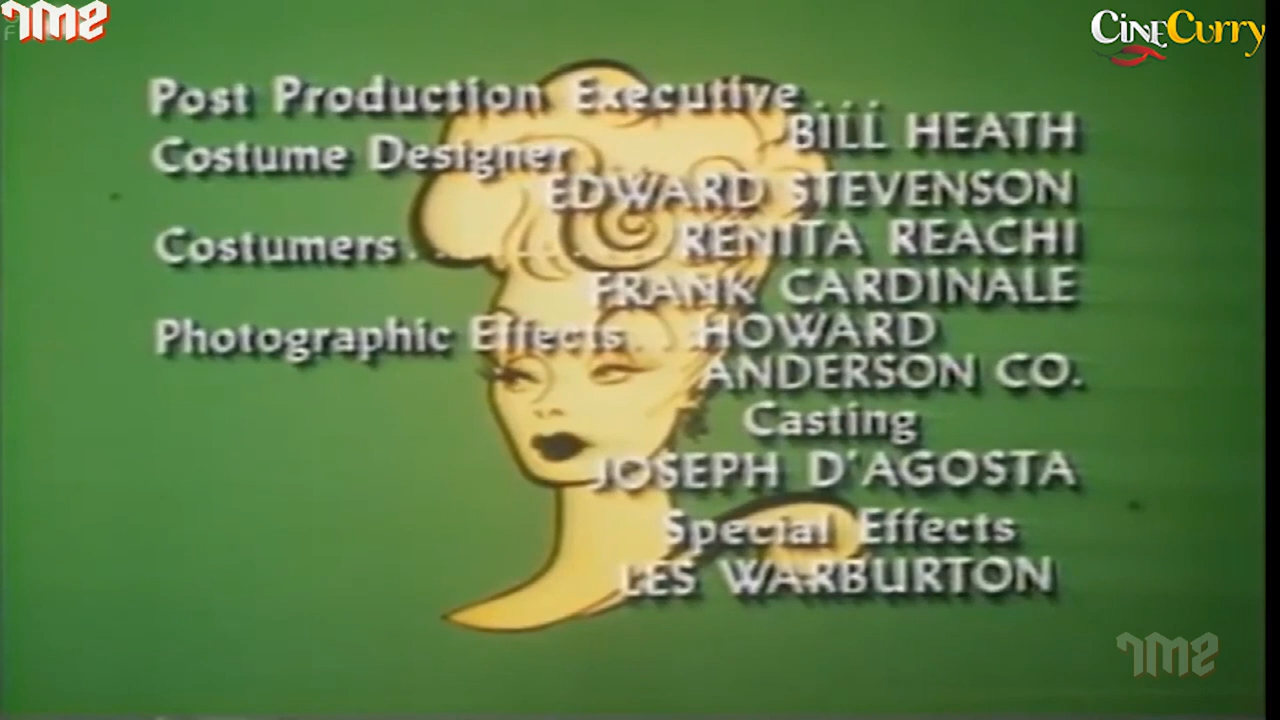 CINECURRY
Post Production Executive....
BILL HEATH
Costume Designer
EDWARD STEVENSON
Costumers......... RENITA REACHI
FRANK CARDINALE
Photographic Effects... HOWARD
ANDERSON CO.
Casting
JOSEPH D'AGOSTA
Special Effects
LES WARBURTON